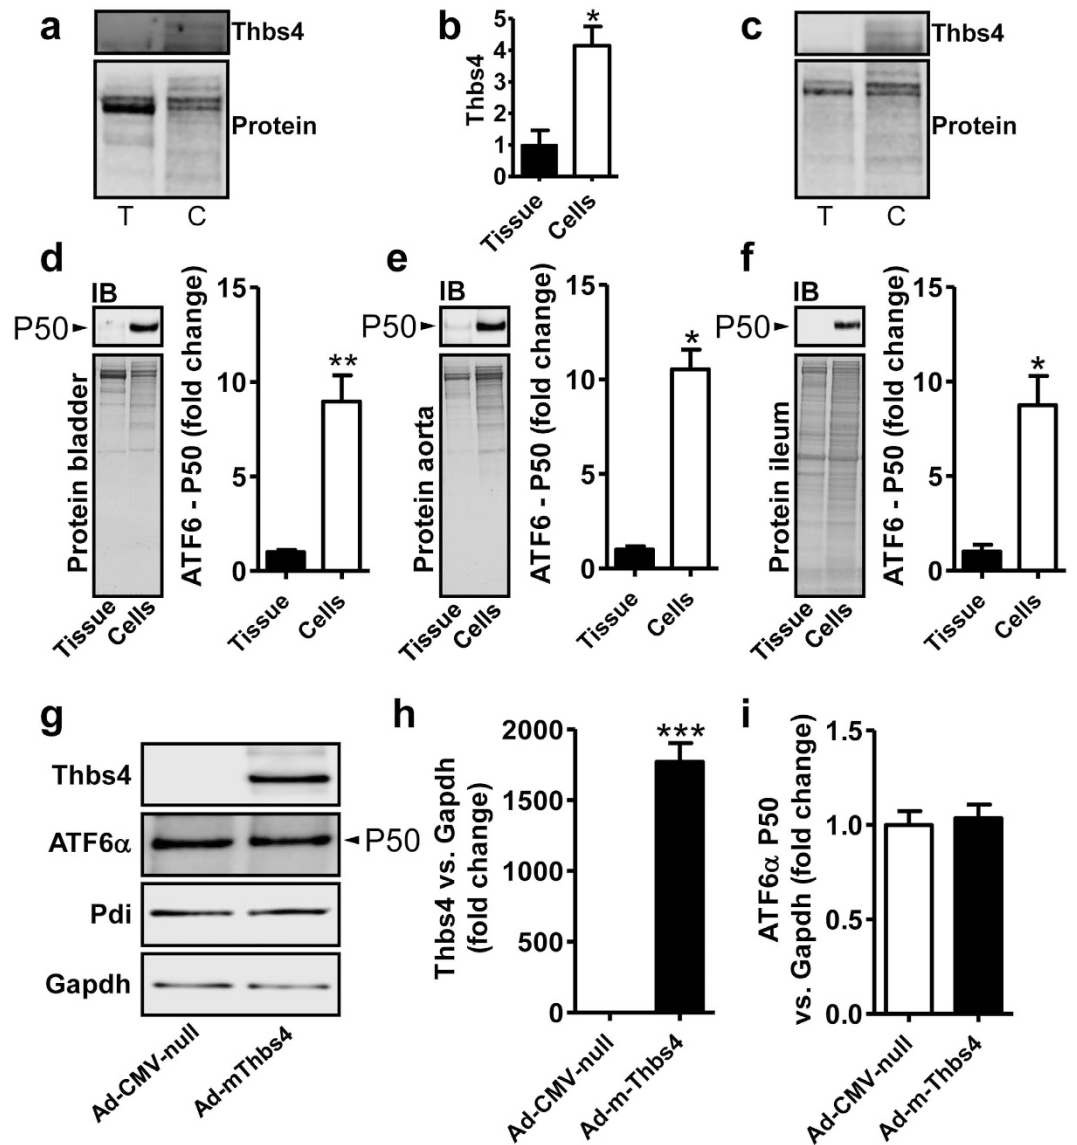 a
Thbs4
Protein
T C
b
Thbs4
5
4
3
2
1
0
*
Tissue
Cells
c
Thbs4
Protein
T C
d
IB
P50
Protein bladder
Tissue
Cells
ATF6 - P50 (fold change)
15
10
5
0
**
Tissue
Cells
e
IB
P50
Protein aorta
Tissue
Cells
ATF6 - P50 (fold change)
15
10
5
0
*
Tissue
Cells
f
IB
P50
Protein ileum
Tissue
Cells
ATF6 - P50 (fold change)
15
10
5
0
*
Tissue
Cells
g
Thbs4
ATF6α
P50
Pdi
Gapdh
Ad-CMV-null
Ad-mThbs4
h
Thbs4 vs. Gapdh
(fold change)
2000
1500
1000
500
0
***
Ad-CMV-null
Ad-m-Thbs4
i
ATF6α P50
vs. Gapdh (fold change)
1.5
1.0
0.5
0.0
Ad-CMV-null
Ad-m-Thbs4